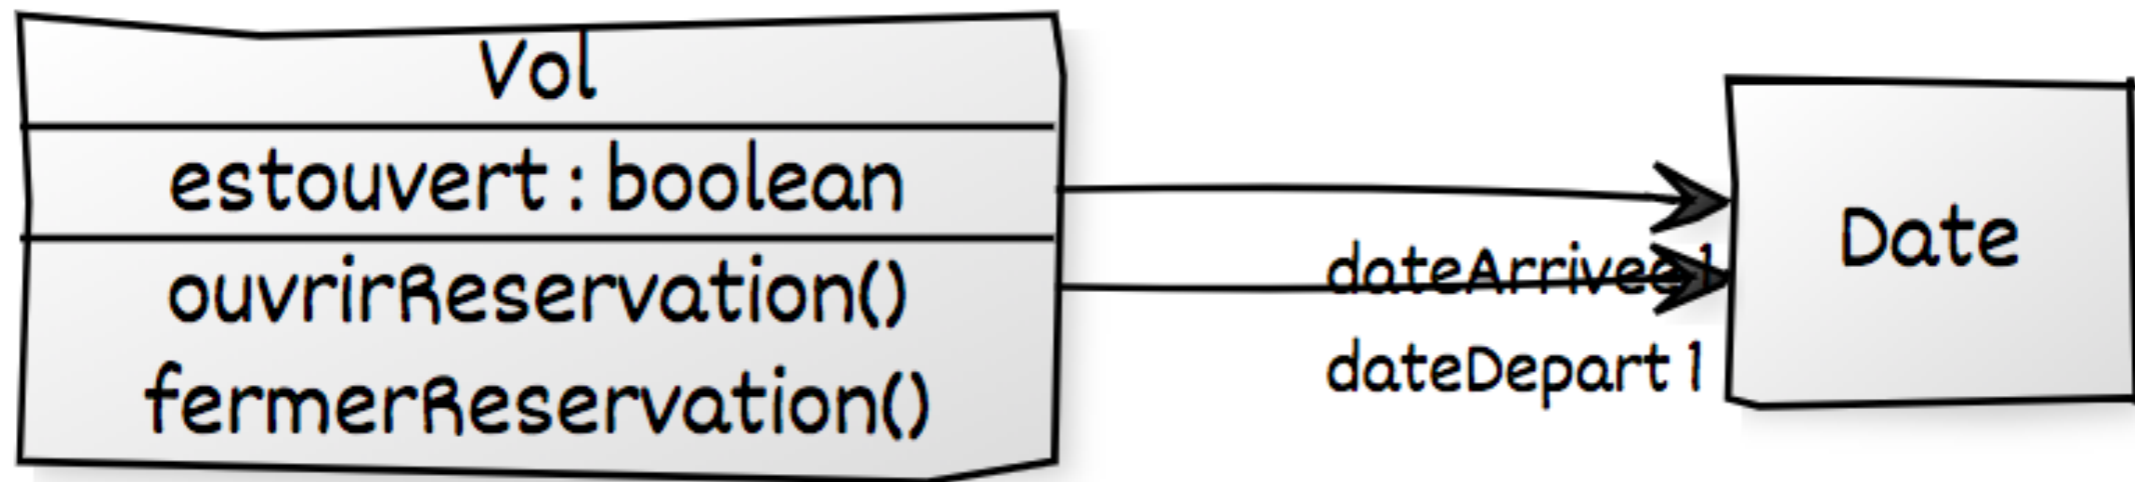 Vol
estouvert : boolean
ouvrirReservation()
fermerReservation()
dateArrivee 1
dateDepart 1
Date